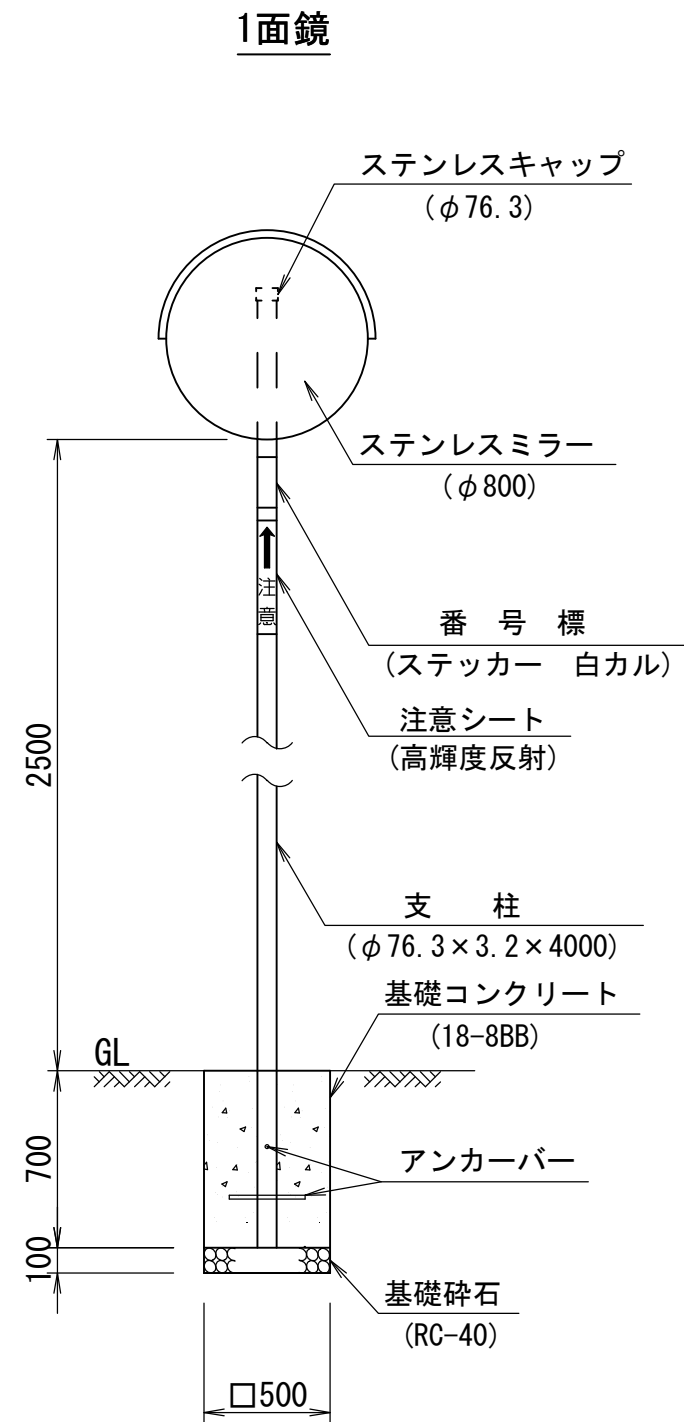 1面鏡
ステンレスキャップ
(φ76.3)
ステンレスミラー
(φ800)
番 号 標
(ステッカー 白カル)
注意
注意シート
(高輝度反射)
2500
支 柱
(φ76.3×3.2×4000)
基礎コンクリート
(18-8BB)
GL
700
アンカーバー
100
基礎砕石
(RC-40)
□500